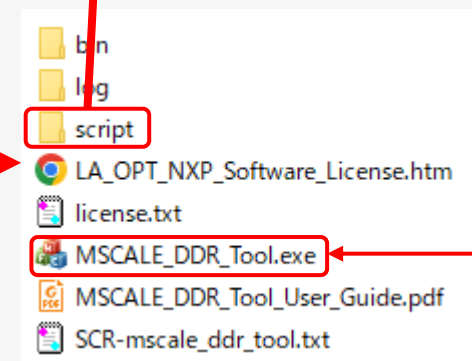 bin
log
script
LA_OPT_NXP_Software_License.htm
license.txt
MSCALE_DDR_Tool.exe
MSCALE_DDR_Tool_User_Guide.pdf
SCR-mscale_ddr_tool.txt